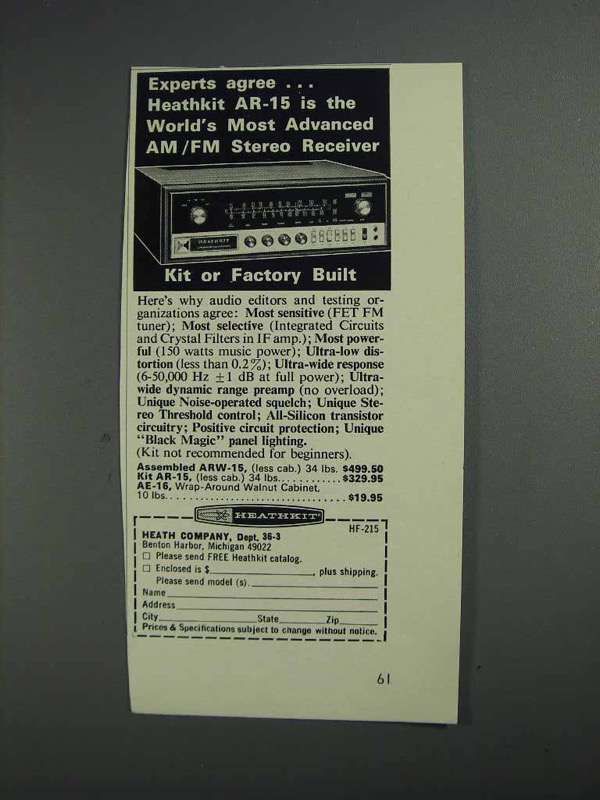 Experts agree ...
Heathkit AR-15 is the
World's Most Advanced
AM/FM Stereo Receiver
HEATHKIT
Kit or Factory Built
Here's why audio editors and testing or-
ganizations agree: Most sensitive (FET FM
tuner); Most selective (Integrated Circuits
and Crystal Filters in IF amp.); Most power-
ful (150 watts music power); Ultra-low dis-
tortion (less than 0.2%); Ultra-wide response
(6-50,000 Hz ±1 dB at full power); Ultra-
wide dynamic range preamp (no overload);
Unique Noise-operated squelch; Unique Ste-
reo Threshold control; All-Silicon transistor
circuitry; Positive circuit protection; Unique
"Black Magic" panel lighting.
(Kit not recommended for beginners).
Assembled ARW-15, (less cab.) 34 lbs. $499.50
Kit AR-15, (less cab.) 34 lbs............$329.95
AE-16, Wrap-Around Walnut Cabinet,
10 lbs..............................$19.95
HEATHKIT
HF-215
HEATH COMPANY, Dept. 36-3
Benton Harbor, Michigan 49022
☐ Please send FREE Heathkit catalog.
☐ Enclosed is $____________, plus shipping.
Please send model (s).____________
Name____________
Address____________
City____________State________Zip____
Prices & Specifications subject to change without notice.
61